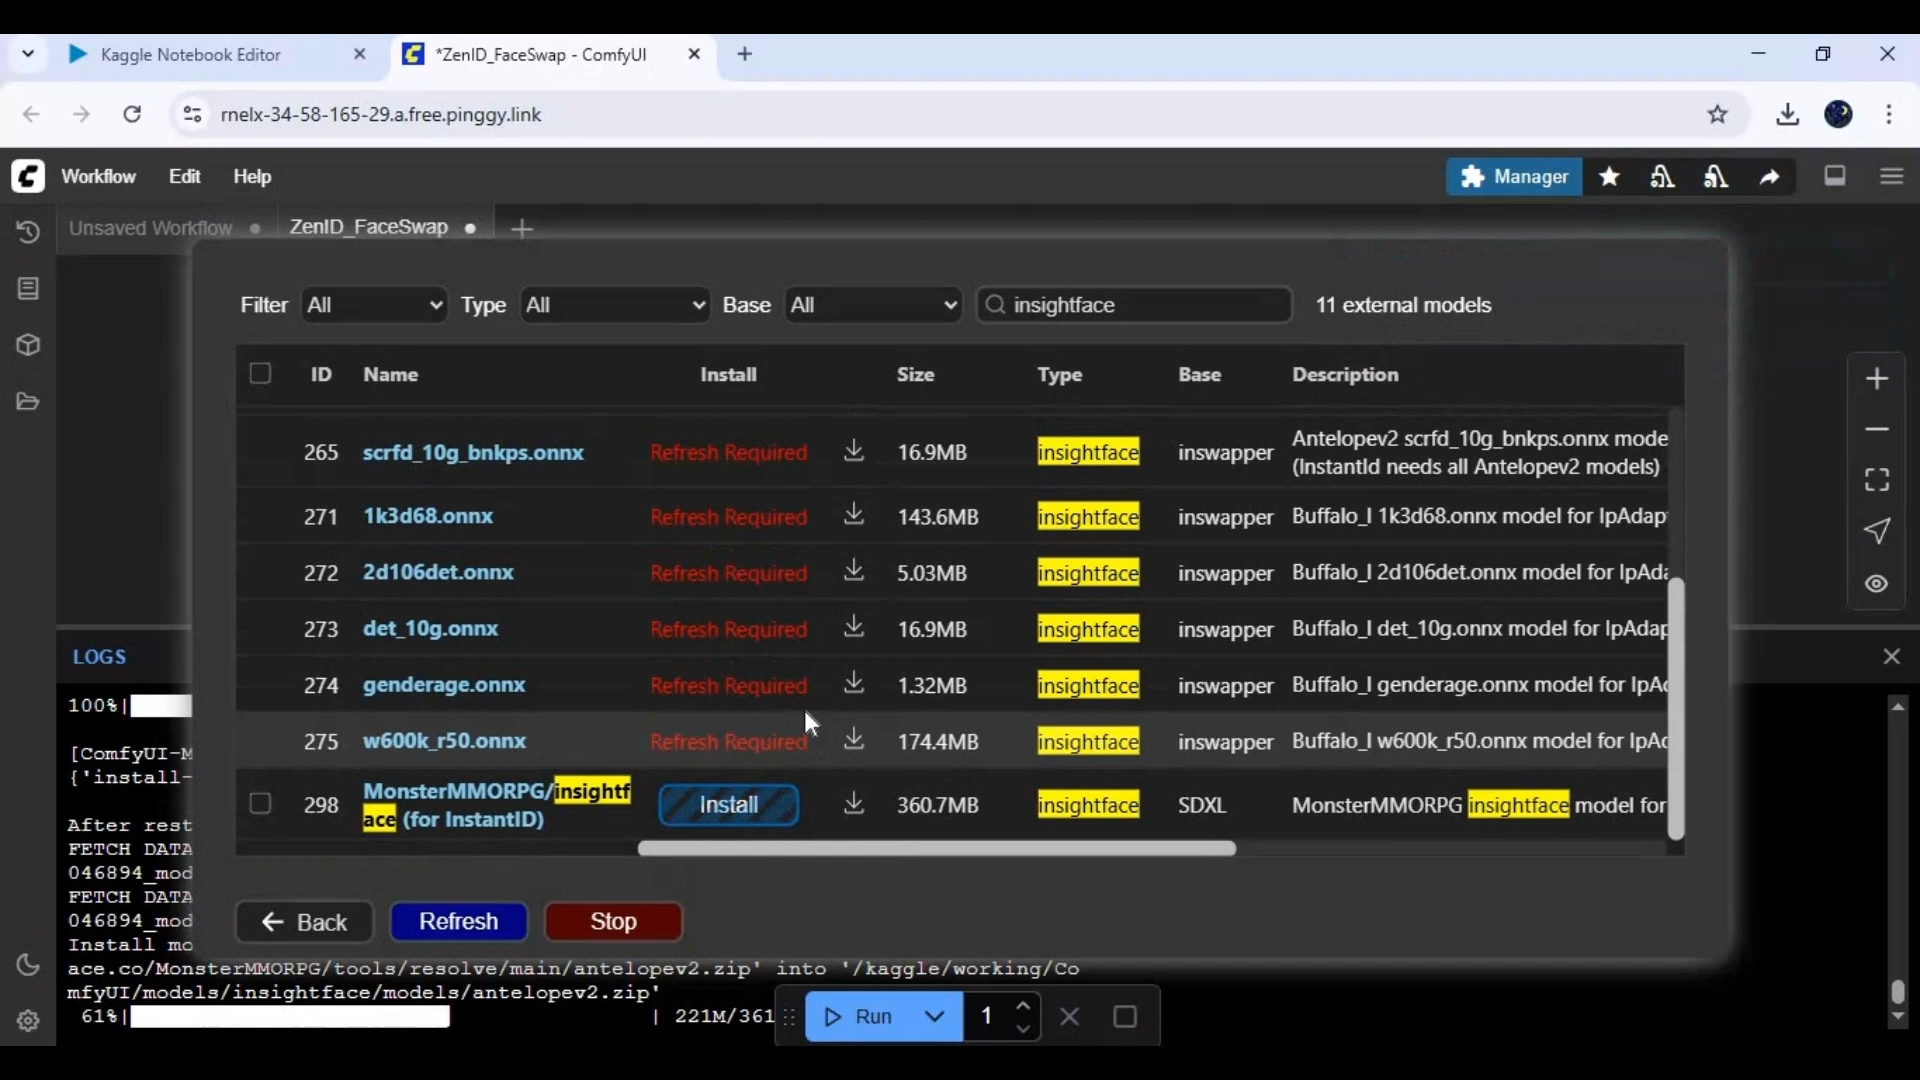 Kaggle Notebook Editor
*ZenID_FaceSwap - ComfyUI
rnelx-34-58-165-29.a.free.pinggy.link
Workflow Edit Help
Manager
Unsaved Workflow
ZenID_FaceSwap
Filter All Type All Base All insightface 11 external models
ID Name Install Size Type Base Description
265 scrfd_10g_bnkps.onnx Refresh Required 16.9MB insightface inswapper Antelopev2 scrfd_10g_bnkps.onnx mode
(InstantId needs all Antelopev2 models)
271 1k3d68.onnx Refresh Required 143.6MB insightface inswapper Buffalo_l 1k3d68.onnx model for IpAdap
272 2d106det.onnx Refresh Required 5.03MB insightface inswapper Buffalo_l 2d106det.onnx model for IpAda
273 det_10g.onnx Refresh Required 16.9MB insightface inswapper Buffalo_l det_10g.onnx model for IpAdap
274 genderage.onnx Refresh Required 1.32MB insightface inswapper Buffalo_l genderage.onnx model for IpAd
275 w600k_r50.onnx Refresh Required 174.4MB insightface inswapper Buffalo_l w600k_r50.onnx model for IpAd
298 MonsterMMORPG/insightf
ace (for InstantID) Install 360.7MB insightface SDXL MonsterMMORPG insightface model for
Back Refresh Stop
LOGS
100%|
[ComfyUI-M
{'install-
After rest
FETCH DATA
046894_mod
FETCH DATA
046894_mod
Install mo
ace.co/MonsterMMORPG/tools/resolve/main/antelopev2.zip' into '/kaggle/working/Co
mfyUI/models/insightface/models/antelopev2.zip'
61%| | 221M/361
Run 1